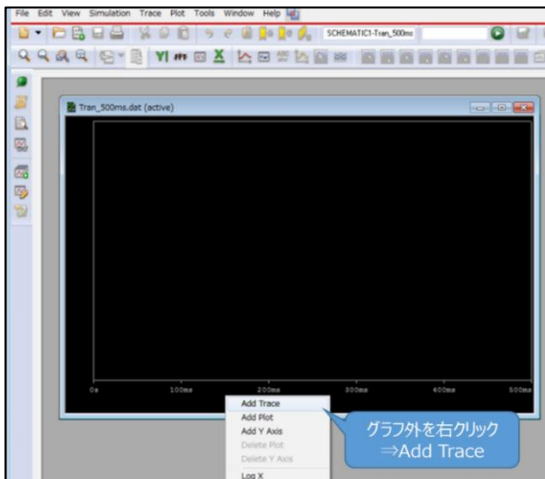 File Edit View Simulation Trace Plot Tools Window Help
SCHEMATIC1-Tran_500ms
Tran_500ms.dat (active)
0s 100ms 200ms 300ms 400ms 500ms
Add Trace
Add Plot
Add Y Axis
Delete Plot
Delete Y Axis
Log X
グラフ外を右クリック
⇒Add Trace